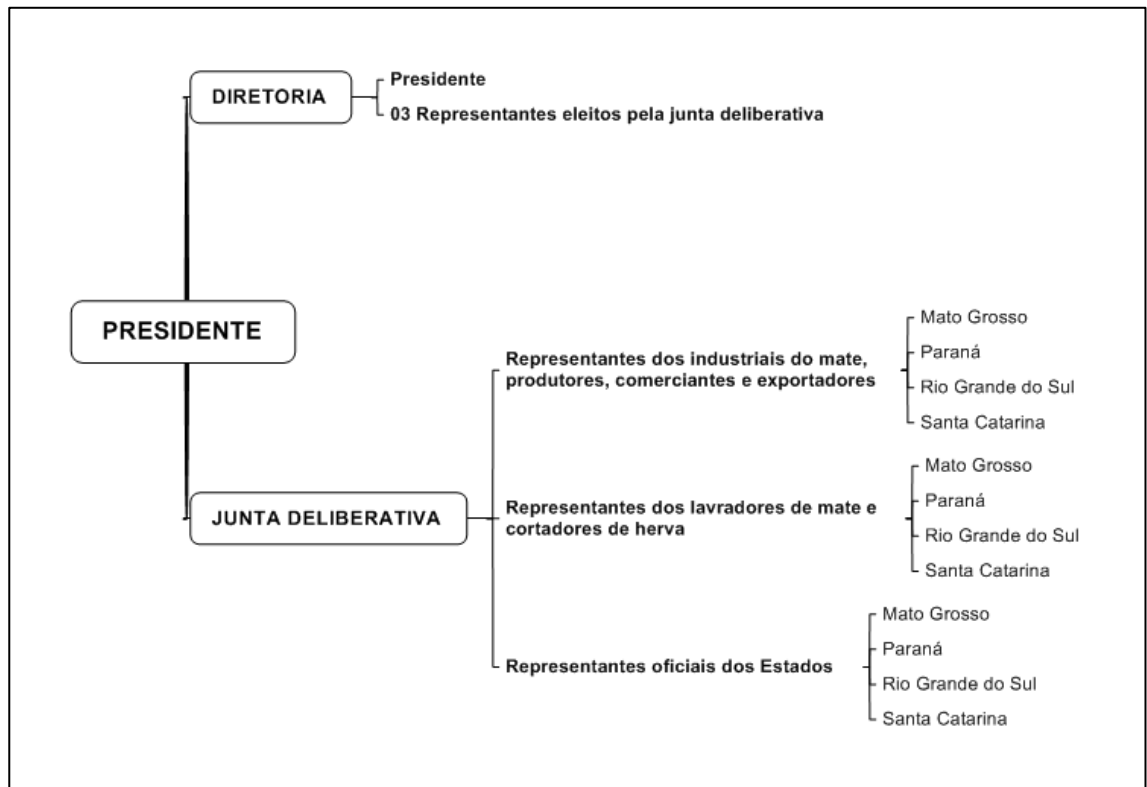 DIRETORIA
Presidente
03 Representantes eleitos pela junta deliberativa
PRESIDENTE
JUNTA DELIBERATIVA
Representantes dos industriais do mate,
produtores, comerciantes e exportadores
Mato Grosso
Paraná
Rio Grande do Sul
Santa Catarina
Representantes dos lavradores de mate e
cortadores de herva
Mato Grosso
Paraná
Rio Grande do Sul
Santa Catarina
Representantes oficiais dos Estados
Mato Grosso
Paraná
Rio Grande do Sul
Santa Catarina